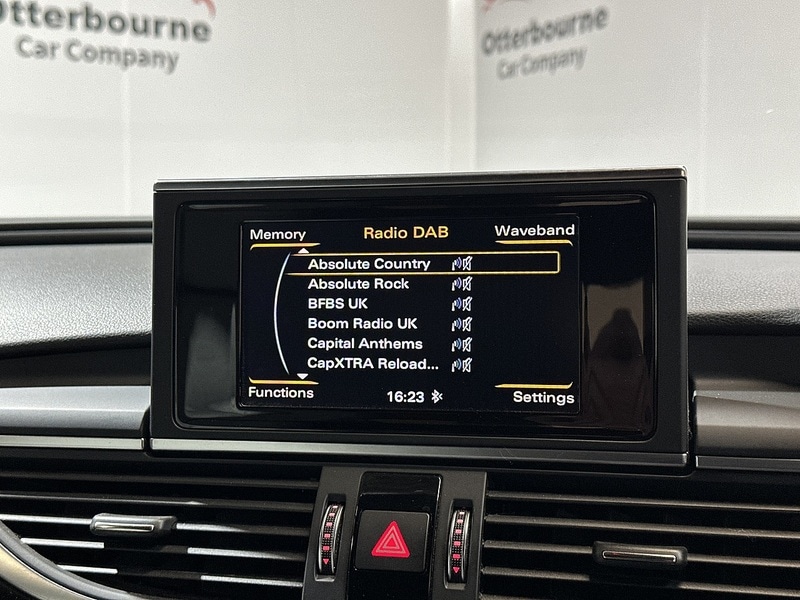 Otterbourne
Car Company
Otterbourne
Car Company
Memory
Radio DAB
Waveband
Absolute Country
Absolute Rock
BFBS UK
Boom Radio UK
Capital Anthems
CapXTRA Reload...
Functions
16:23
Settings